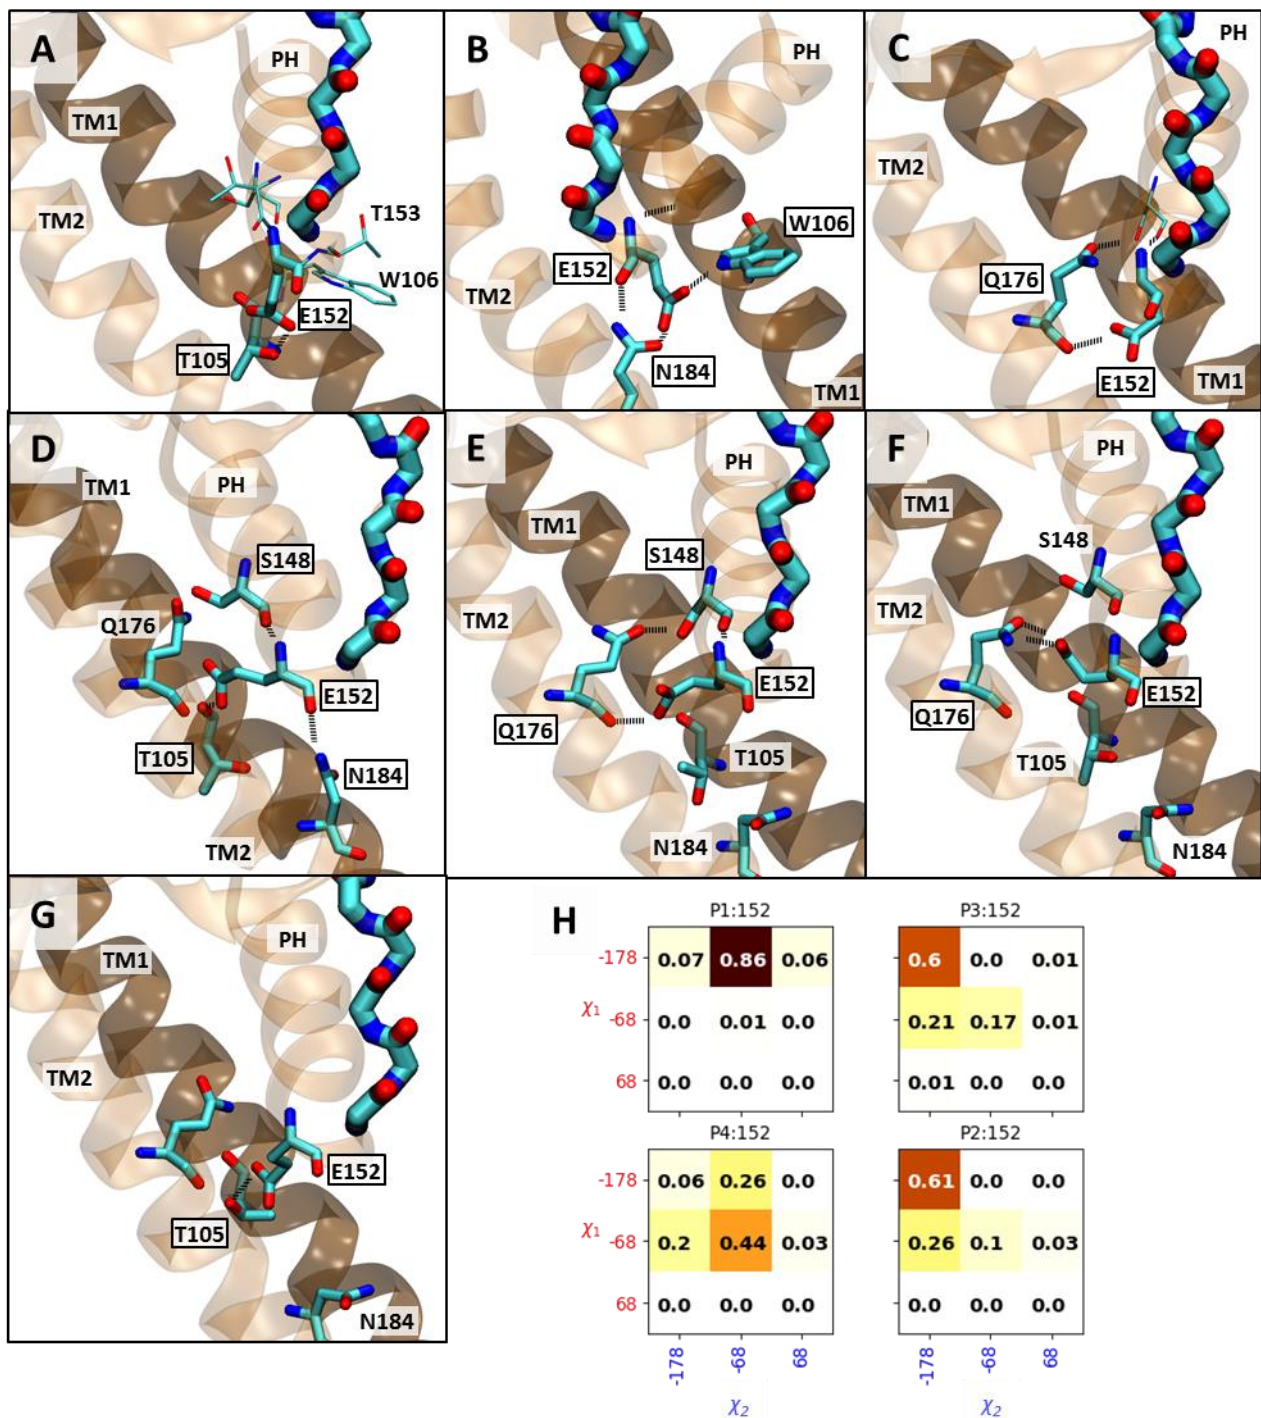 A
PH
TM1
TM2
T153
W106
E152
T105
B
PH
W106
E152
TM2
N184
TM1
C
PH
TM2
Q176
E152
TM1
D
TM1
PH
S148
Q176
E152
T105
N184
TM2
E
PH
TM1
S148
TM2
E152
Q176
T105
N184
F
PH
TM1
S148
TM2
E152
Q176
T105
N184
G
PH
TM1
TM2
E152
T105
N184
H
P1:152
-178 0.07 0.86 0.06
χ1 -68 0.0 0.01 0.0
68 0.0 0.0 0.0
P3:152
0.6 0.0 0.01
0.21 0.17 0.01
0.01 0.0 0.0
P4:152
-178 0.06 0.26 0.0
χ1 -68 0.2 0.44 0.03
68 0.0 0.0 0.0
-178 -68 68
χ2
P2:152
0.61 0.0 0.0
0.26 0.1 0.03
0.0 0.0 0.0
-178 -68 68
χ2